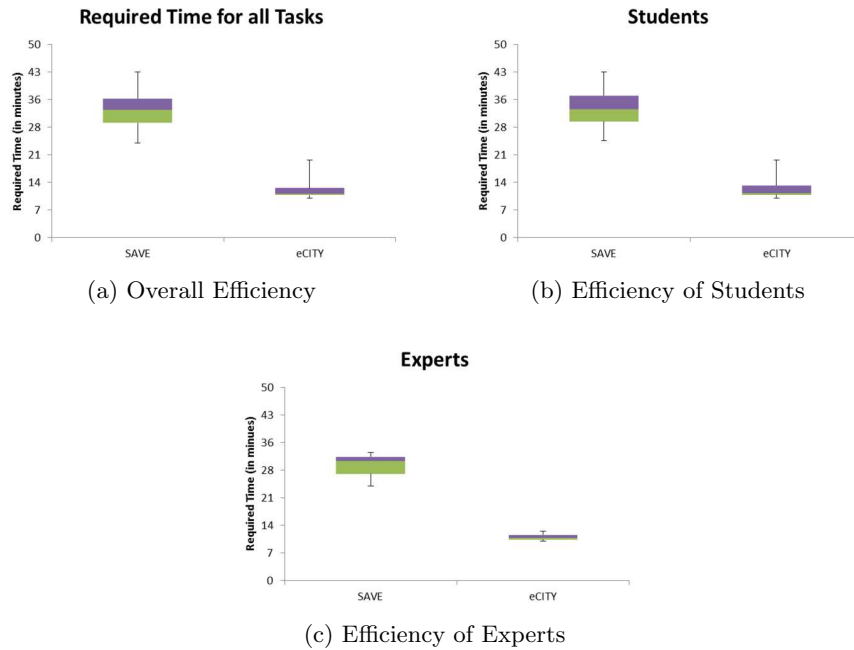 Required Time for all Tasks
Required Time (in minutes)
50
43
36
28
21
14
7
0
SAVE
eCITY
(a) Overall Efficiency
Students
Required Time (in minutes)
50
43
36
28
21
14
7
0
SAVE
eCITY
(b) Efficiency of Students
Experts
Required Time (in minues)
50
43
36
28
21
14
7
0
SAVE
eCITY
(c) Efficiency of Experts